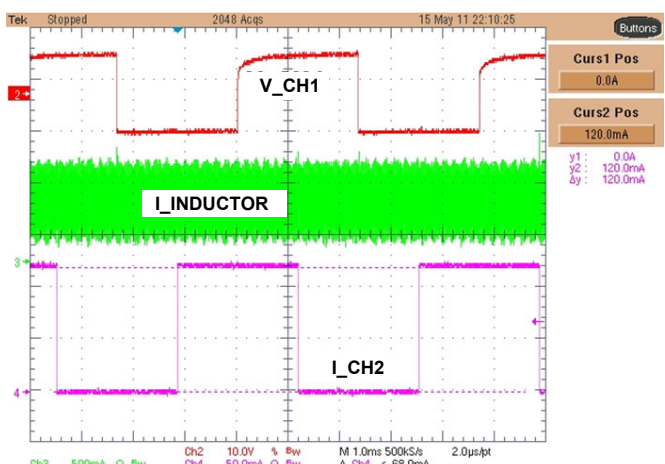 Tek Stopped 2048 Acqs 15 May 11 22:10:25
Buttons
Curs1 Pos
0.0A
Curs2 Pos
120.0mA
y1 : 0.0A
y2 : 120.0mA
Δy : 120.0mA
2
V_CH1
I_INDUCTOR
3
I_CH2
4
Ch2 10.0V % Bw M 1.0ms 500kS/s 2.0µs/pt
Ch3 500mA Ω Bw Ch4 50.0mA Ω Bw A Ch4 68.0mA